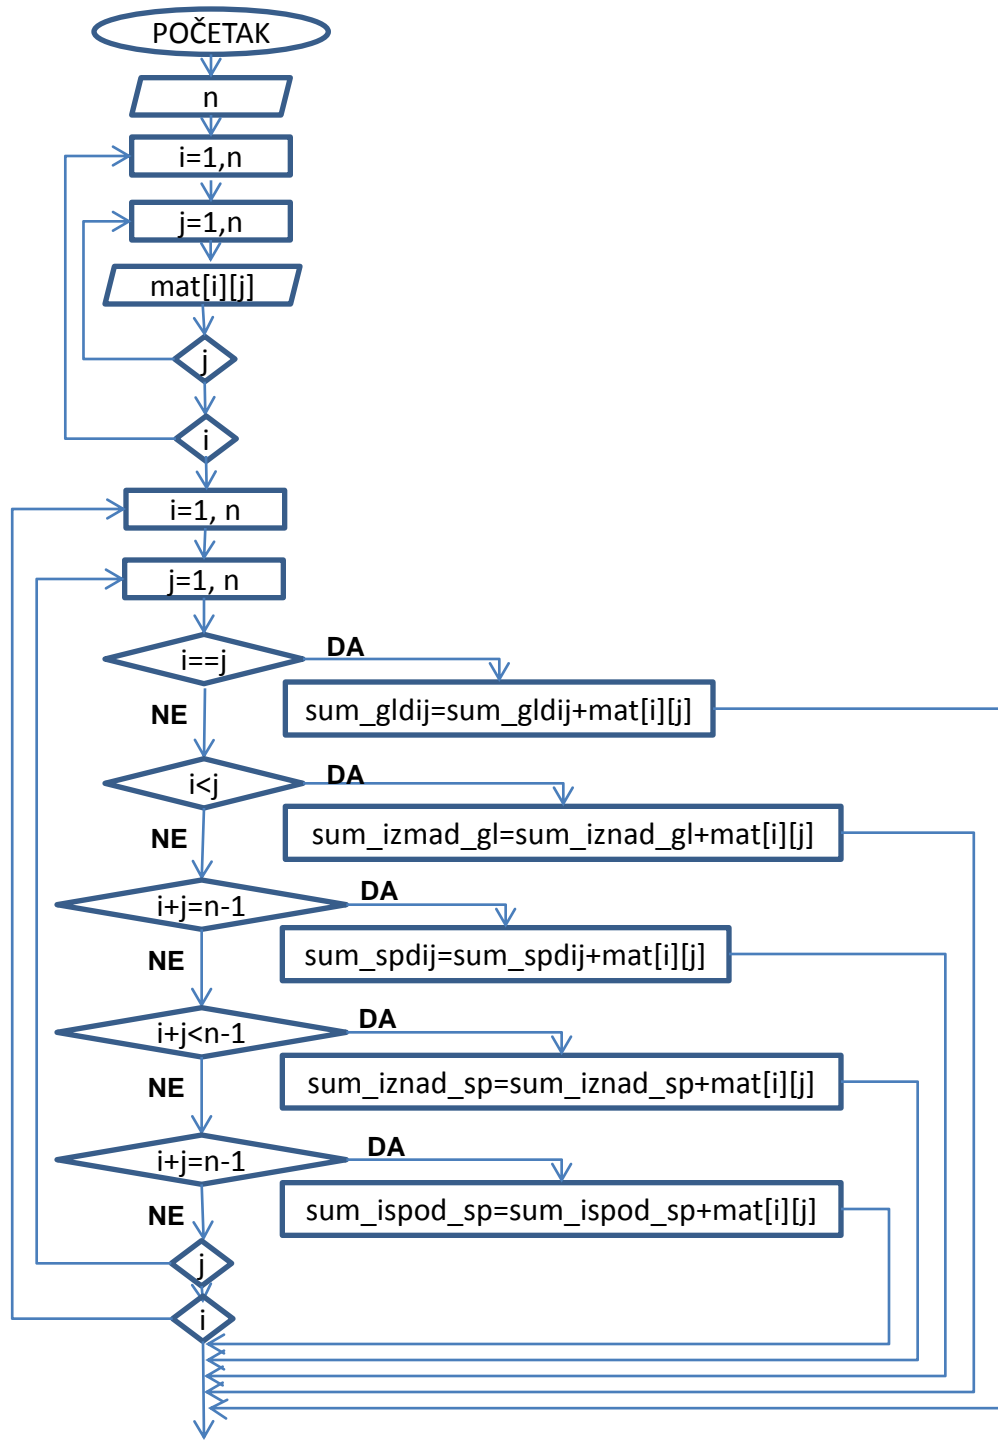 POČETAK
n
i=1,n
j=1,n
mat[i][j]
j
i
i=1, n
j=1, n
i==j
DA
sum_gldij=sum_gldij+mat[i][j]
NE
i<j
DA
sum_izmad_gl=sum_iznad_gl+mat[i][j]
NE
i+j=n-1
DA
sum_spdij=sum_spdij+mat[i][j]
NE
i+j<n-1
DA
sum_iznad_sp=sum_iznad_sp+mat[i][j]
NE
i+j=n-1
DA
sum_ispod_sp=sum_ispod_sp+mat[i][j]
NE
j
i